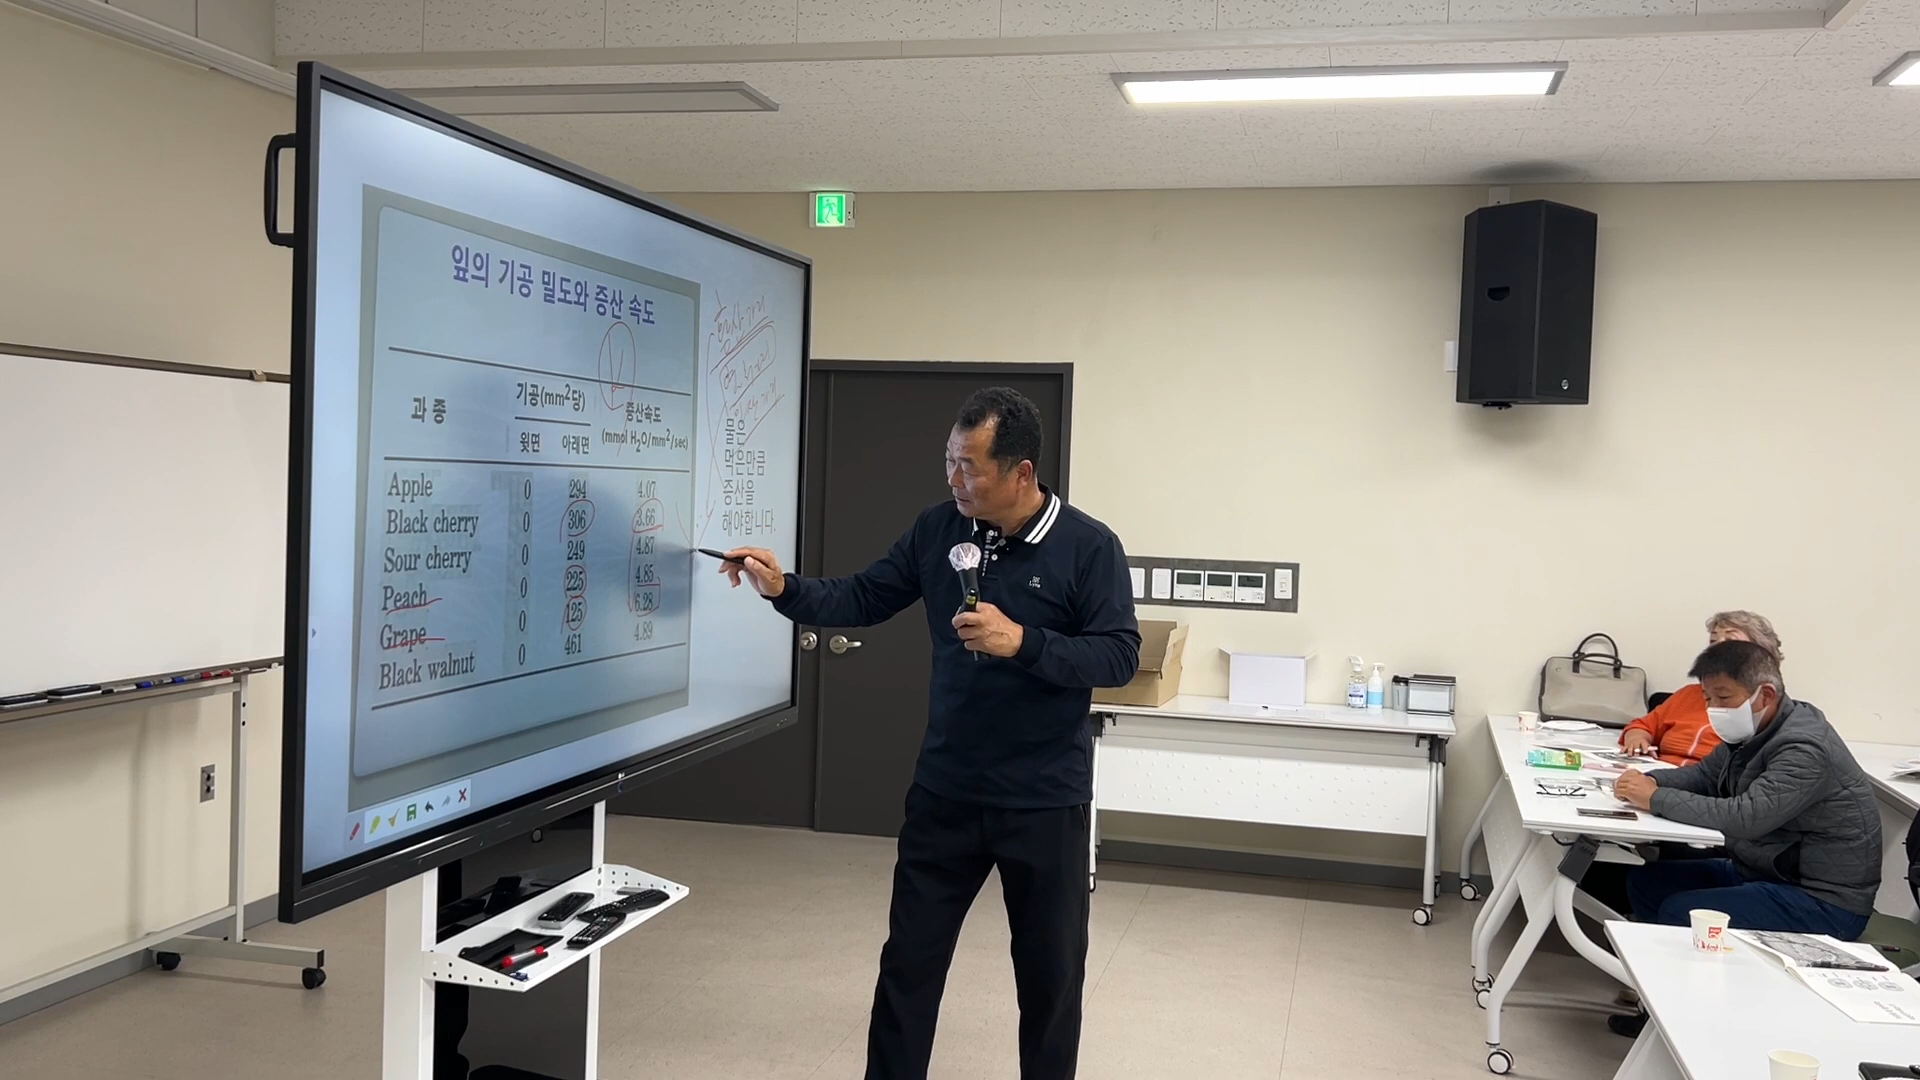 잎의 기공 밀도와 증산 속도
과 종 기공(mm2당) 증산속도
윗면 아래면 (mmol H2O/mm2/sec)
Apple 0 294 4.07
Black cherry 0 306 3.66
Sour cherry 0 249 4.87
Peach 0 225 4.85
Grape 0 125 6.28
Black walnut 0 461 4.89
물은
먹은만큼
증산을
해야합니다.